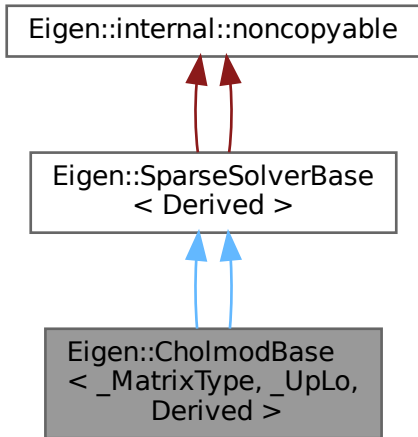 Eigen::internal::noncopyable
Eigen::SparseSolverBase
< Derived >
Eigen::CholmodBase
< _MatrixType, _UpLo,
Derived >